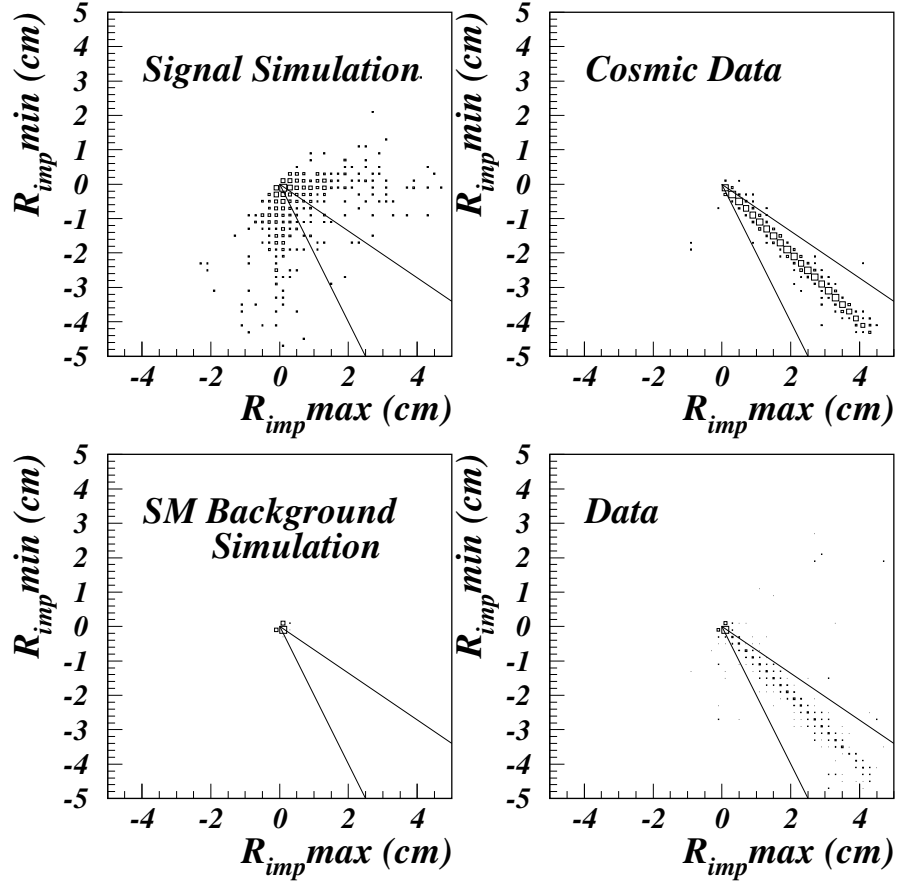 R_imp min (cm)
5
4
3
2
1
0
-1
-2
-3
-4
-5
Signal Simulation
-4 -2 0 2 4
R_imp max (cm)
R_imp min (cm)
5
4
3
2
1
0
-1
-2
-3
-4
-5
Cosmic Data
-4 -2 0 2 4
R_imp max (cm)
R_imp min (cm)
5
4
3
2
1
0
-1
-2
-3
-4
-5
SM Background
Simulation
-4 -2 0 2 4
R_imp max (cm)
R_imp min (cm)
5
4
3
2
1
0
-1
-2
-3
-4
-5
Data
-4 -2 0 2 4
R_imp max (cm)